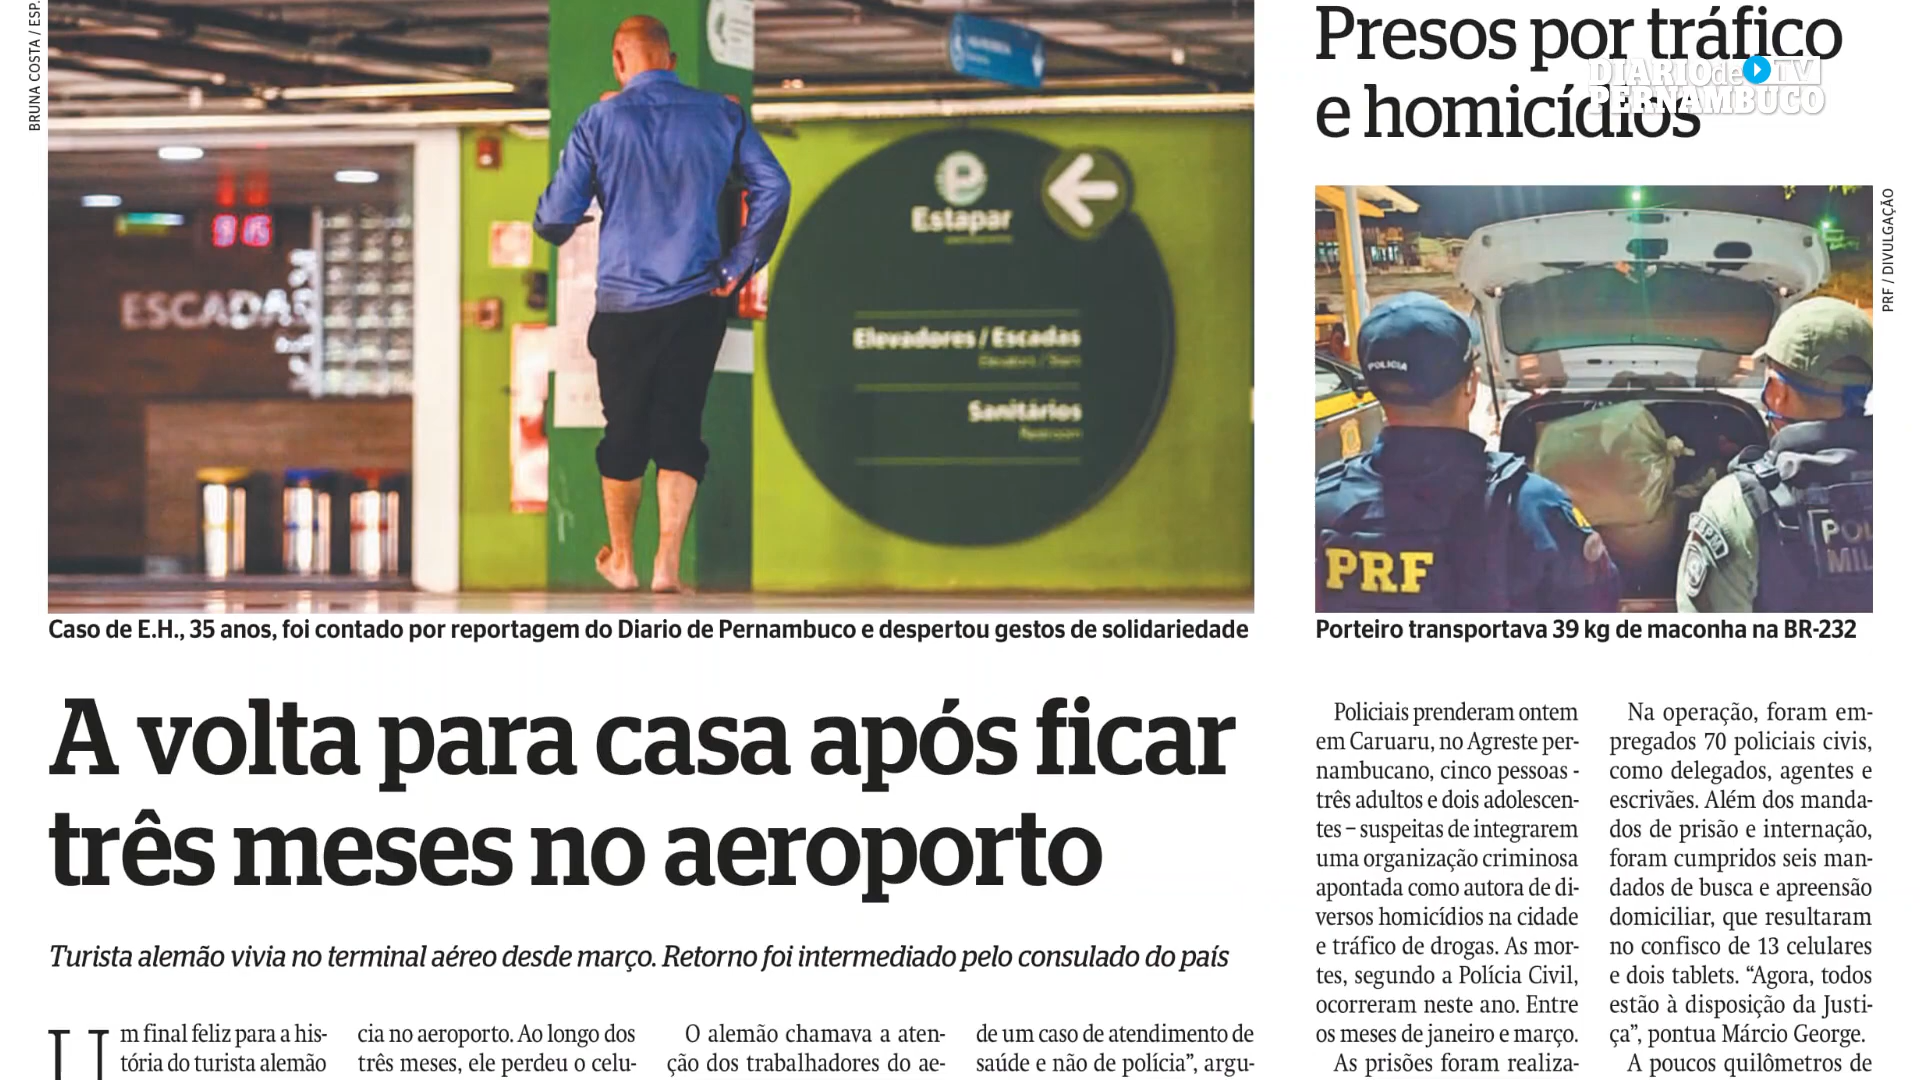 BRUNA COSTA / ESP.
ESCADAS
Estapar
Elevadores / Escadas
Elevators / Stairs
Sanitários
Restroom
Caso de E.H., 35 anos, foi contado por reportagem do Diario de Pernambuco e despertou gestos de solidariedade
A volta para casa após ficar
três meses no aeroporto
Turista alemão vivia no terminal aéreo desde março. Retorno foi intermediado pelo consulado do país
Um final feliz para a his-
tória do turista alemão
cia no aeroporto. Ao longo dos
três meses, ele perdeu o celu-
O alemão chamava a aten-
ção dos trabalhadores do ae-
de um caso de atendimento de
saúde e não de polícia”, argu-
Presos por tráfico
e homicídios
DIARIO de TV
PERNAMBUCO
PRF / DIVULGAÇÃO
POLICIA
PRF
POL
MIL
Porteiro transportava 39 kg de maconha na BR-232
Policiais prenderam ontem
em Caruaru, no Agreste per-
nambucano, cinco pessoas -
três adultos e dois adolescen-
tes – suspeitas de integrarem
uma organização criminosa
apontada como autora de di-
versos homicídios na cidade
e tráfico de drogas. As mor-
tes, segundo a Polícia Civil,
ocorreram neste ano. Entre
os meses de janeiro e março.
As prisões foram realiza-
Na operação, foram em-
pregados 70 policiais civis,
como delegados, agentes e
escrivães. Além dos manda-
dos de prisão e internação,
foram cumpridos seis man-
dados de busca e apreensão
domiciliar, que resultaram
no confisco de 13 celulares
e dois tablets. “Agora, todos
estão à disposição da Justi-
ça”, pontua Márcio George.
A poucos quilômetros de